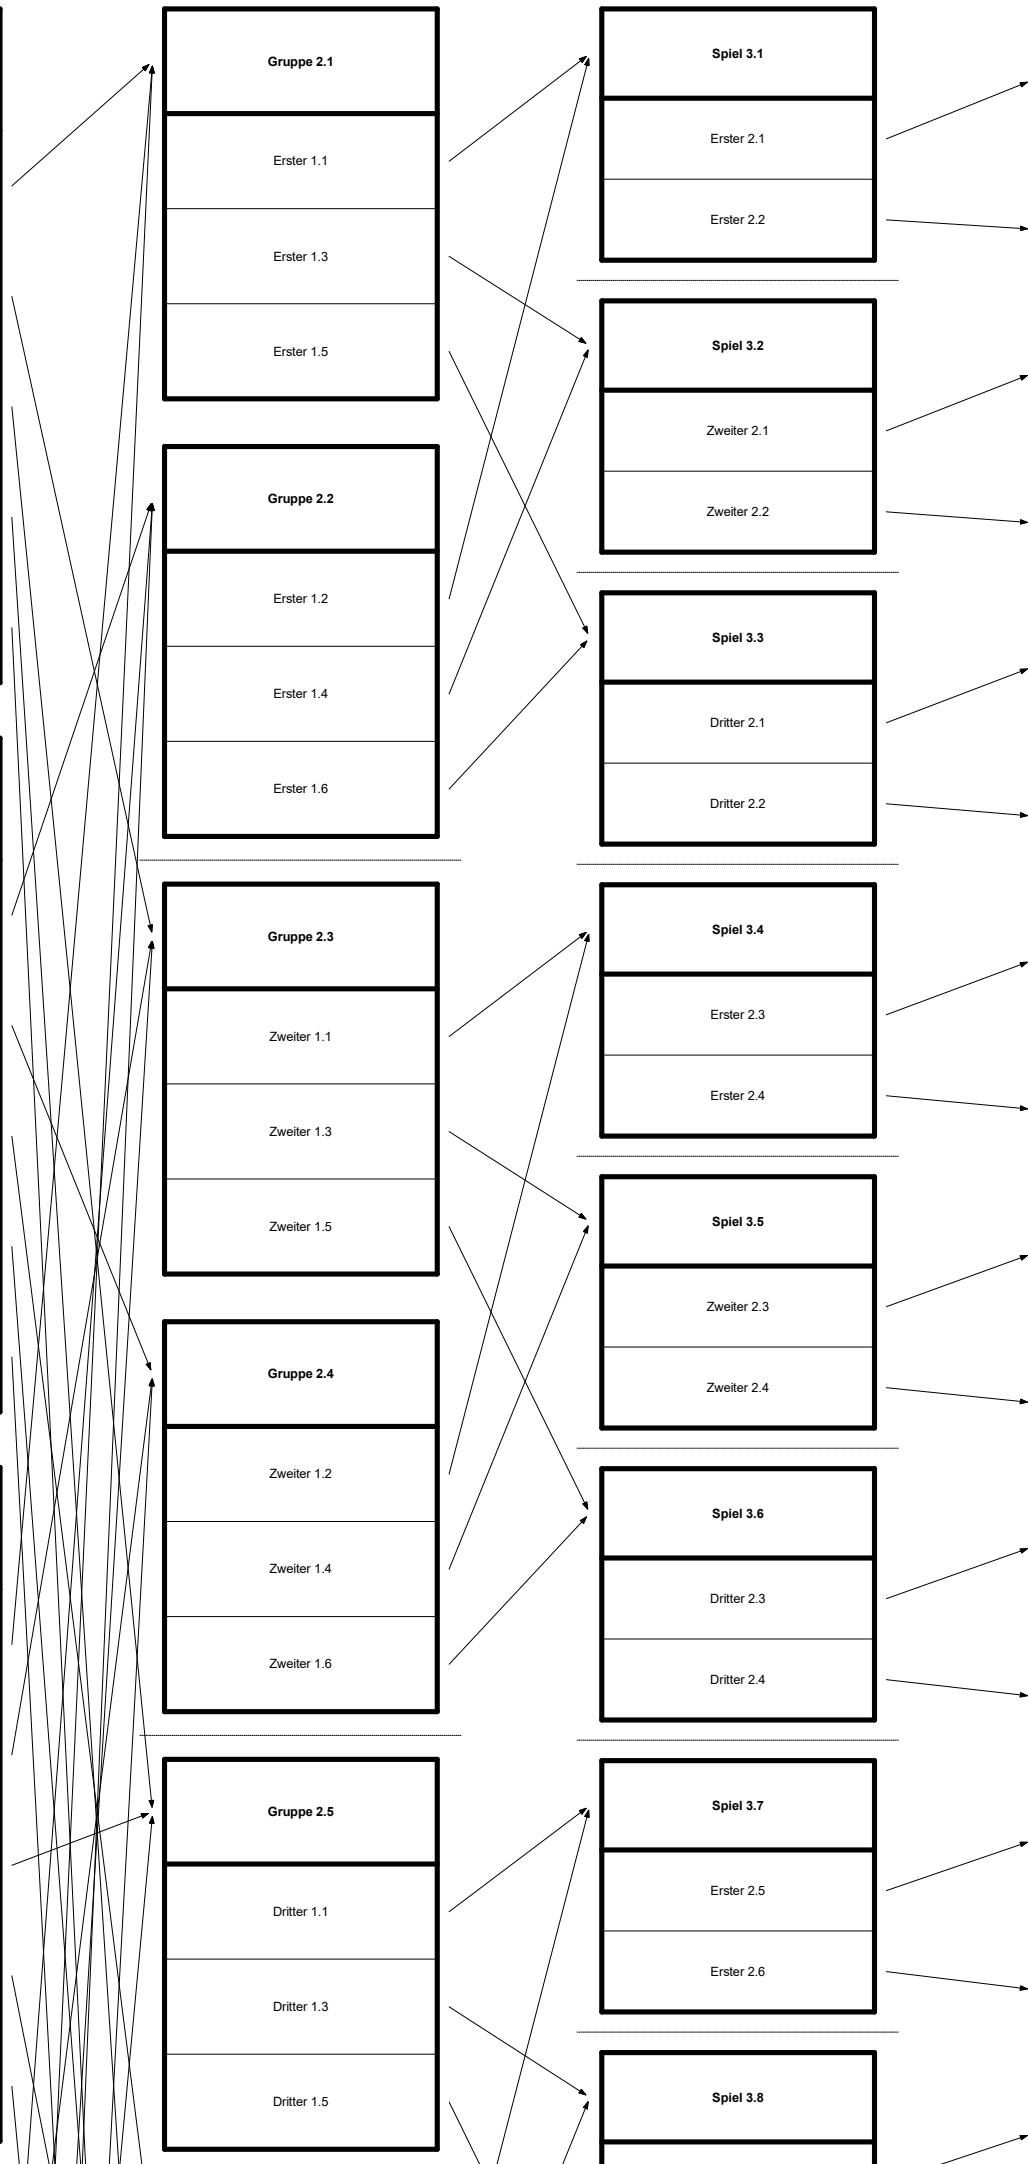 Gruppe 2.1
Erster 1.1
Erster 1.3
Erster 1.5
Gruppe 2.2
Erster 1.2
Erster 1.4
Erster 1.6
Gruppe 2.3
Zweiter 1.1
Zweiter 1.3
Zweiter 1.5
Gruppe 2.4
Zweiter 1.2
Zweiter 1.4
Zweiter 1.6
Gruppe 2.5
Dritter 1.1
Dritter 1.3
Dritter 1.5
Spiel 3.1
Erster 2.1
Erster 2.2
Spiel 3.2
Zweiter 2.1
Zweiter 2.2
Spiel 3.3
Dritter 2.1
Dritter 2.2
Spiel 3.4
Erster 2.3
Erster 2.4
Spiel 3.5
Zweiter 2.3
Zweiter 2.4
Spiel 3.6
Dritter 2.3
Dritter 2.4
Spiel 3.7
Erster 2.5
Erster 2.6
Spiel 3.8